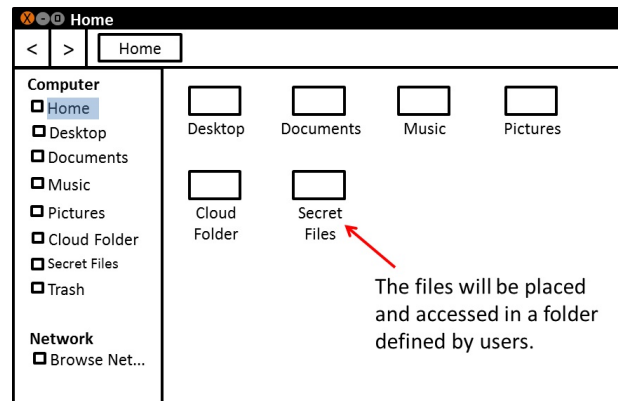 Home
< > Home
Computer
Home
Desktop
Documents
Music
Pictures
Cloud Folder
Secret Files
Trash
Network
Browse Net...
Desktop Documents Music Pictures
Cloud
Folder
Secret
Files
The files will be placed
and accessed in a folder
defined by users.